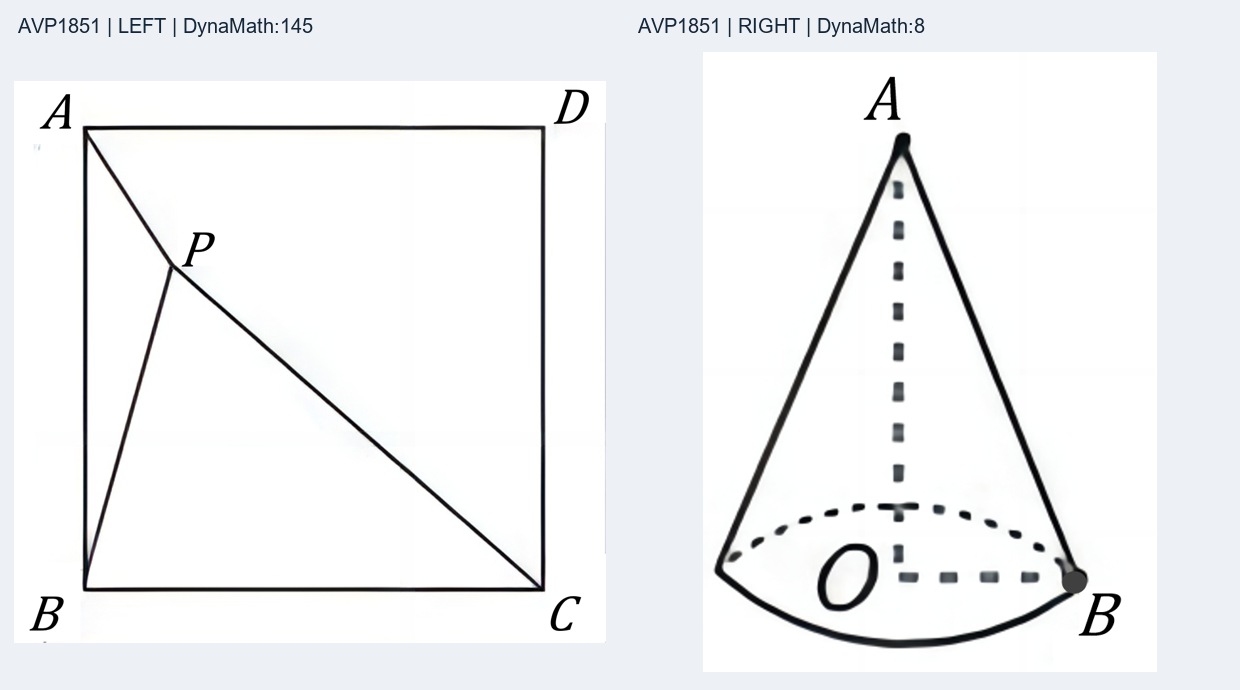 AVP1851 | LEFT | DynaMath:145
A
D
P
B
C
AVP1851 | RIGHT | DynaMath:8
A
O
B